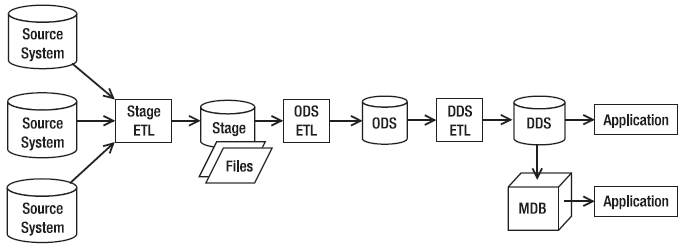 Source
System
Source
System
Source
System
Stage
ETL
Stage
Files
ODS
ETL
ODS
DDS
ETL
DDS
Application
MDB
Application